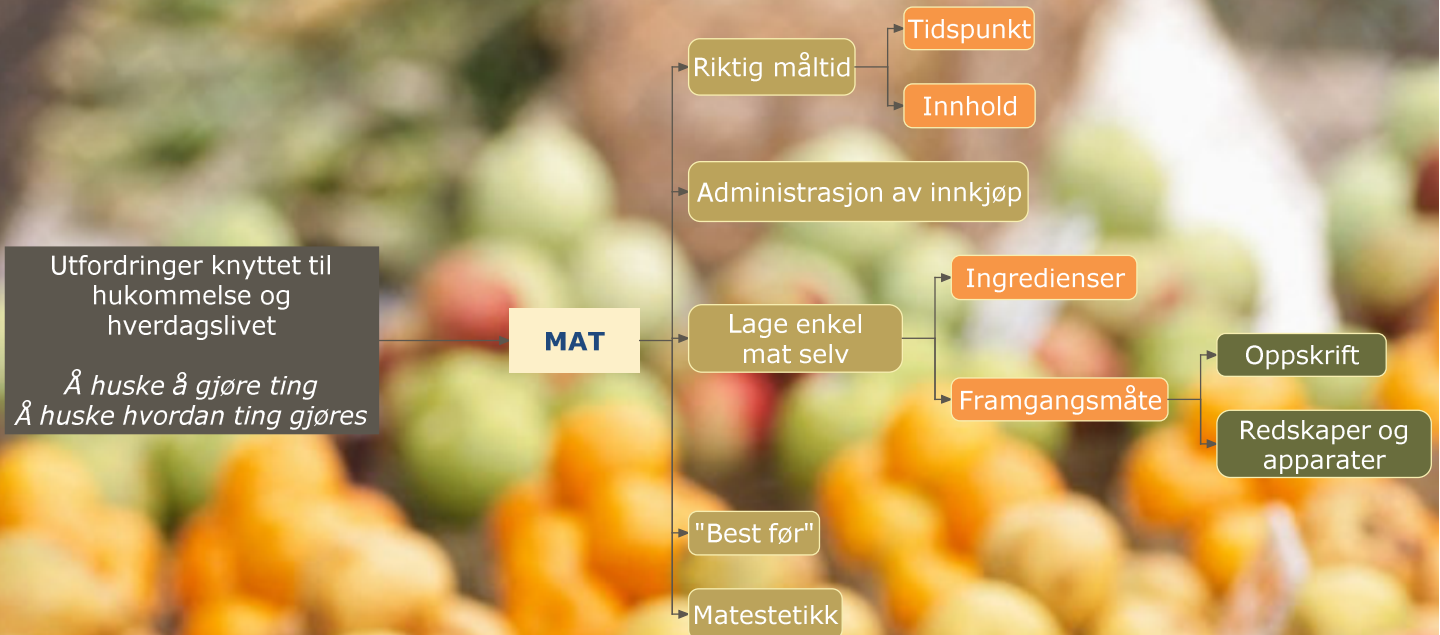 Utfordringer knyttet til
hukommelse og
hverdagslivet
Å huske å gjøre ting
Å huske hvordan ting gjøres
MAT
Riktig måltid
Tidspunkt
Innhold
Administrasjon av innkjøp
Lage enkel
mat selv
Ingredienser
Framgangsmåte
Oppskrift
Redskaper og
apparater
"Best før"
Matestetikk